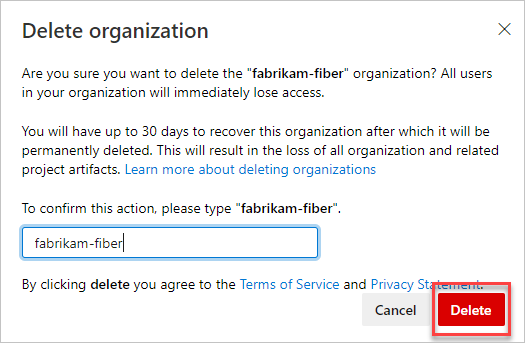 Delete organization
Are you sure you want to delete the "fabrikam-fiber" organization? All users
in your organization will immediately lose access.
You will have up to 30 days to recover this organization after which it will be
permanently deleted. This will result in the loss of all organization and related
project artifacts. Learn more about deleting organizations
To confirm this action, please type "fabrikam-fiber".
fabrikam-fiber
By clicking delete you agree to the Terms of Service and Privacy Statement.
Cancel Delete